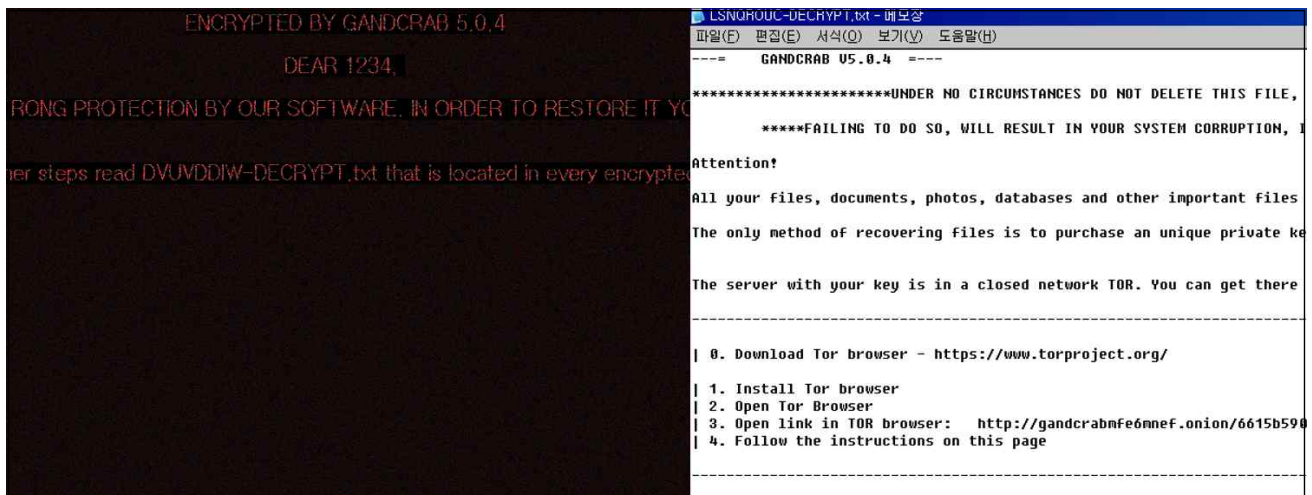 ENCRYPTED BY GANDCRAB 5.0.4
DEAR 1234,
RONG PROTECTION BY OUR SOFTWARE. IN ORDER TO RESTORE IT YO
her steps read DVUVDDIW-DECRYPT.txt that is located in every encrypted
LSNQROUC-DECRYPT.txt - 메모장
파일(F) 편집(E) 서식(O) 보기(V) 도움말(H)
---= GANDCRAB V5.0.4 =---
***********************UNDER NO CIRCUMSTANCES DO NOT DELETE THIS FILE,
*****FAILING TO DO SO, WILL RESULT IN YOUR SYSTEM CORRUPTION,
Attention!
All your files, documents, photos, databases and other important files
The only method of recovering files is to purchase an unique private ke
The server with your key is in a closed network TOR. You can get there
----------------------------------------------------------------------
| 0. Download Tor browser - https://www.torproject.org/
| 1. Install Tor browser
| 2. Open Tor Browser
| 3. Open link in TOR browser: http://gandcrabmfe6mnef.onion/6615b590
| 4. Follow the instructions on this page
----------------------------------------------------------------------